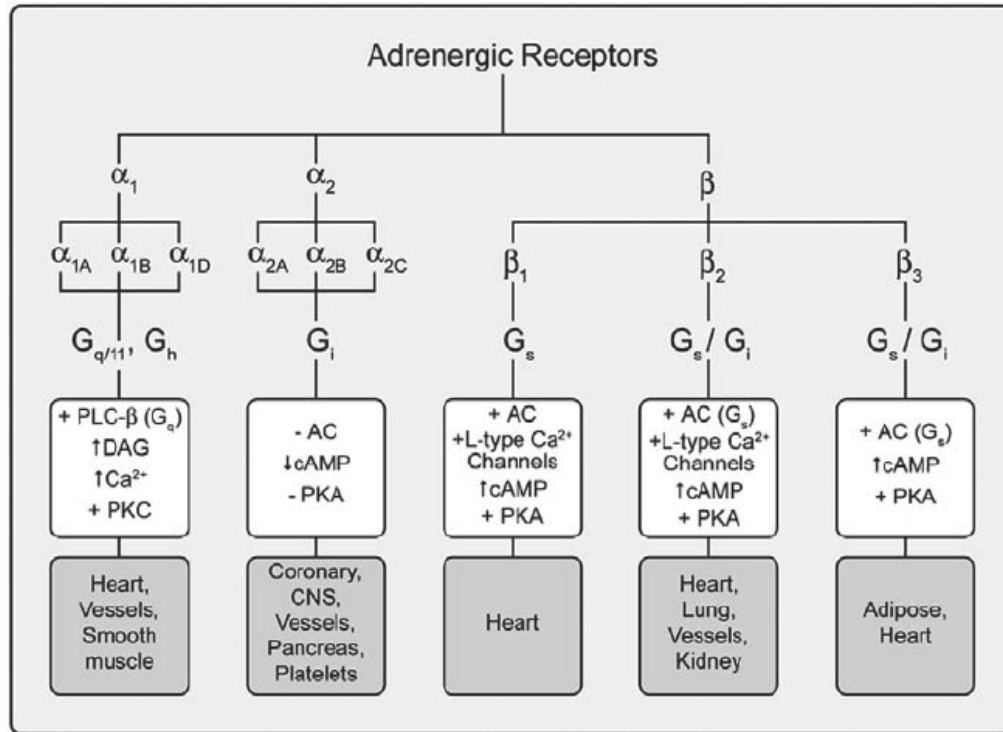 Adrenergic Receptors
α₁ α₂ β
α₁A α₁B α₁D α₂A α₂B α₂C β₁ β₂ β₃
Gq/11, Gh Gi Gs Gs / Gi Gs / Gi
+ PLC-β (Gq)
↑DAG
↑Ca²⁺
+ PKC
- AC
↓cAMP
- PKA
+ AC
+L-type Ca²⁺
Channels
↑cAMP
+ PKA
+ AC (Gs)
+L-type Ca²⁺
Channels
↑cAMP
+ PKA
+ AC (Gs)
↑cAMP
+ PKA
Heart,
Vessels,
Smooth
muscle
Coronary,
CNS,
Vessels,
Pancreas,
Platelets
Heart
Heart,
Lung,
Vessels,
Kidney
Adipose,
Heart